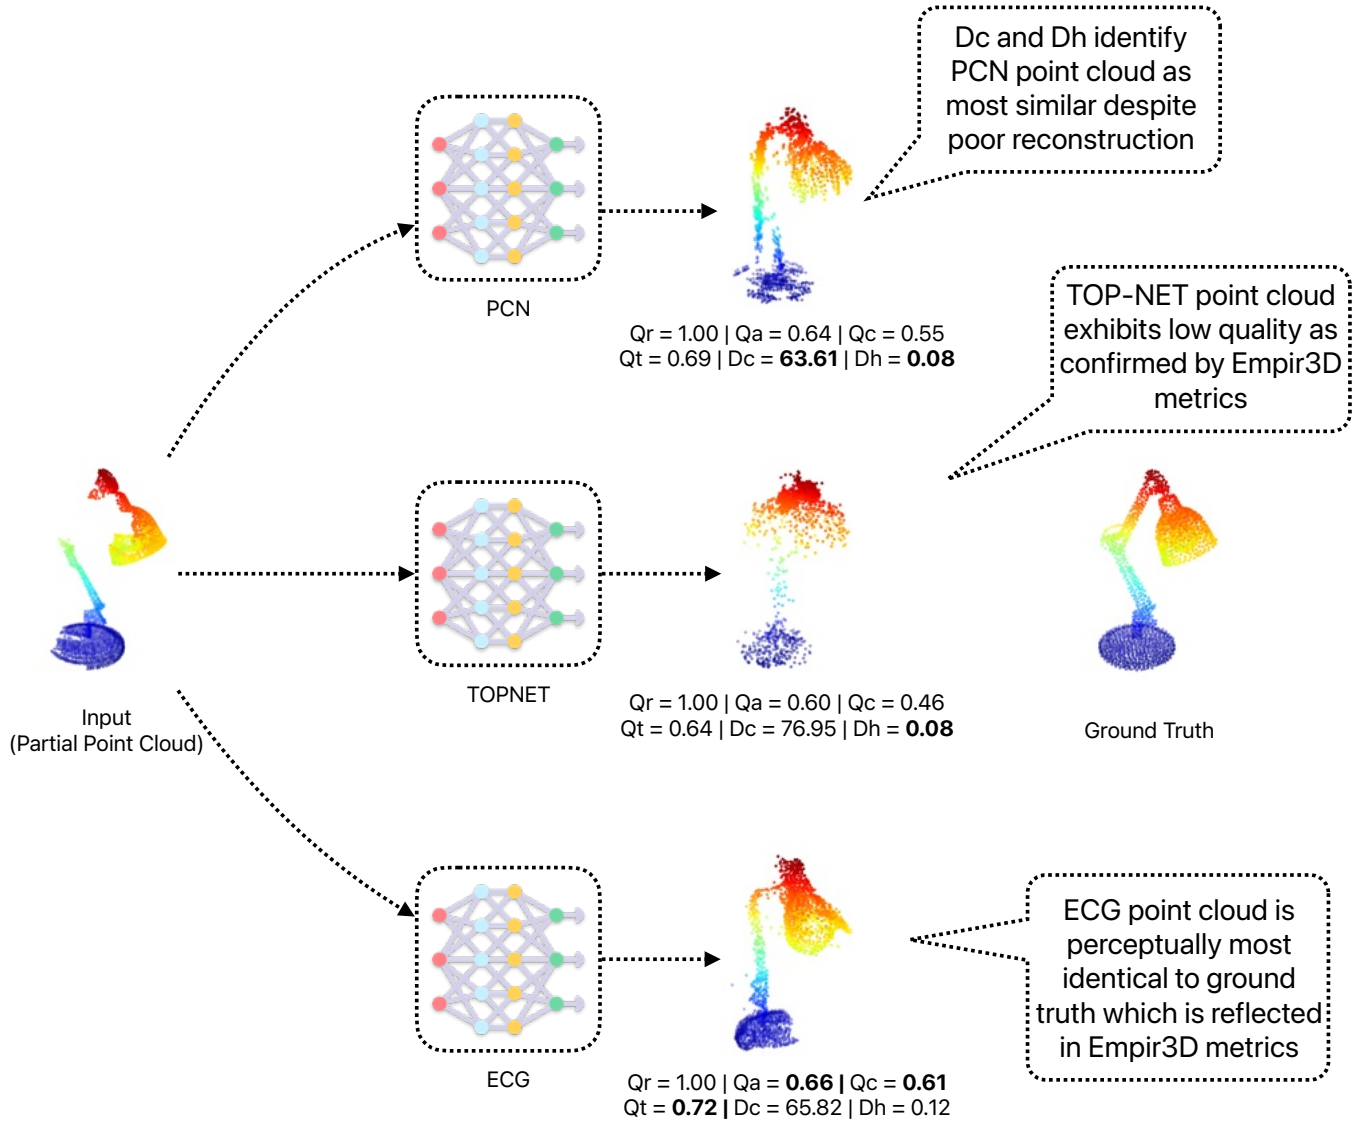 Dc and Dh identify
PCN point cloud as
most similar despite
poor reconstruction
PCN
Qr = 1.00 | Qa = 0.64 | Qc = 0.55
Qt = 0.69 | Dc = 63.61 | Dh = 0.08
TOP-NET point cloud
exhibits low quality as
confirmed by Empir3D
metrics
Input
(Partial Point Cloud)
TOPNET
Qr = 1.00 | Qa = 0.60 | Qc = 0.46
Qt = 0.64 | Dc = 76.95 | Dh = 0.08
Ground Truth
ECG
Qr = 1.00 | Qa = 0.66 | Qc = 0.61
Qt = 0.72 | Dc = 65.82 | Dh = 0.12
ECG point cloud is
perceptually most
identical to ground
truth which is reflected
in Empir3D metrics